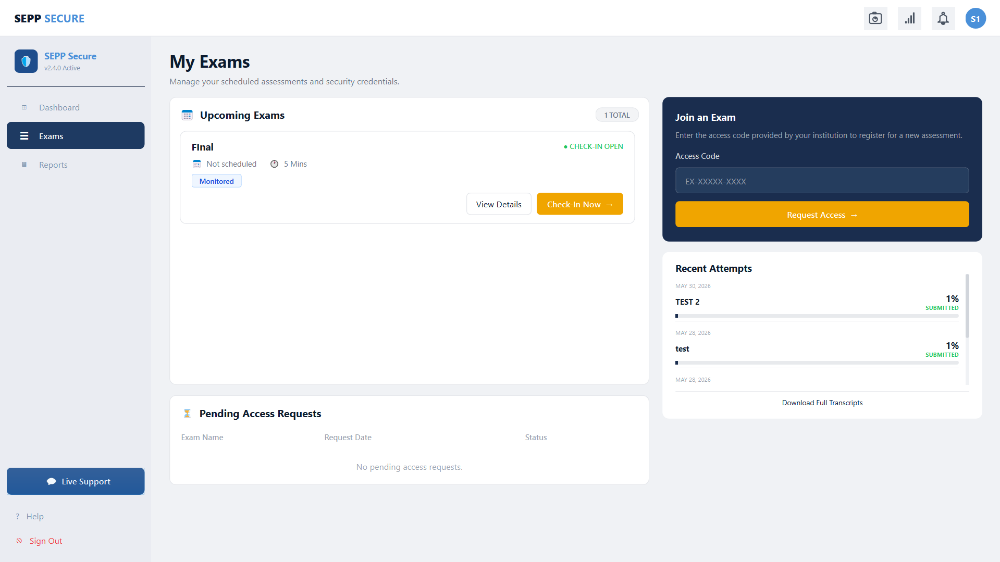 SEPP SECURE
S1
SEPP Secure
v2.4.0 Active
Dashboard
Exams
Reports
Live Support
? Help
Sign Out
My Exams
Manage your scheduled assessments and security credentials.
Upcoming Exams
1 TOTAL
FInal
● CHECK-IN OPEN
Not scheduled
5 Mins
Monitored
View Details
Check-In Now →
Pending Access Requests
Exam Name
Request Date
Status
No pending access requests.
Join an Exam
Enter the access code provided by your institution to register for a new assessment.
Access Code
EX-XXXXX-XXXX
Request Access →
Recent Attempts
MAY 30, 2026
TEST 2
1%
SUBMITTED
MAY 28, 2026
test
1%
SUBMITTED
MAY 28, 2026
Download Full Transcripts